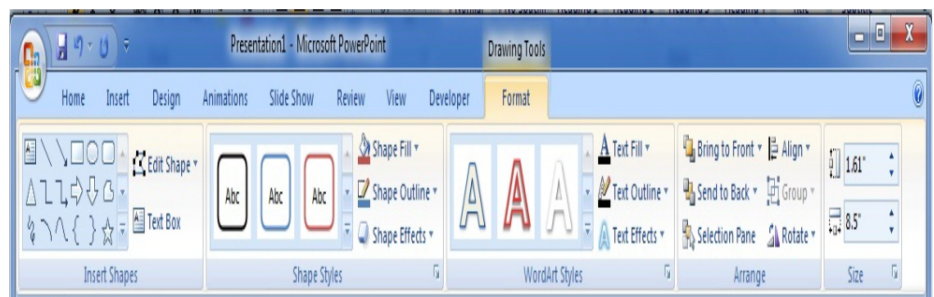 Presentation1 - Microsoft PowerPoint Drawing Tools
Home Insert Design Animations Slide Show Review View Developer Format
Edit Shape
Text Box
Insert Shapes
Abc Abc Abc
Shape Fill
Shape Outline
Shape Effects
Shape Styles
A A A
Text Fill
Text Outline
Text Effects
WordArt Styles
Bring to Front Align
Send to Back Group
Selection Pane Rotate
Arrange
1.61"
8.5"
Size